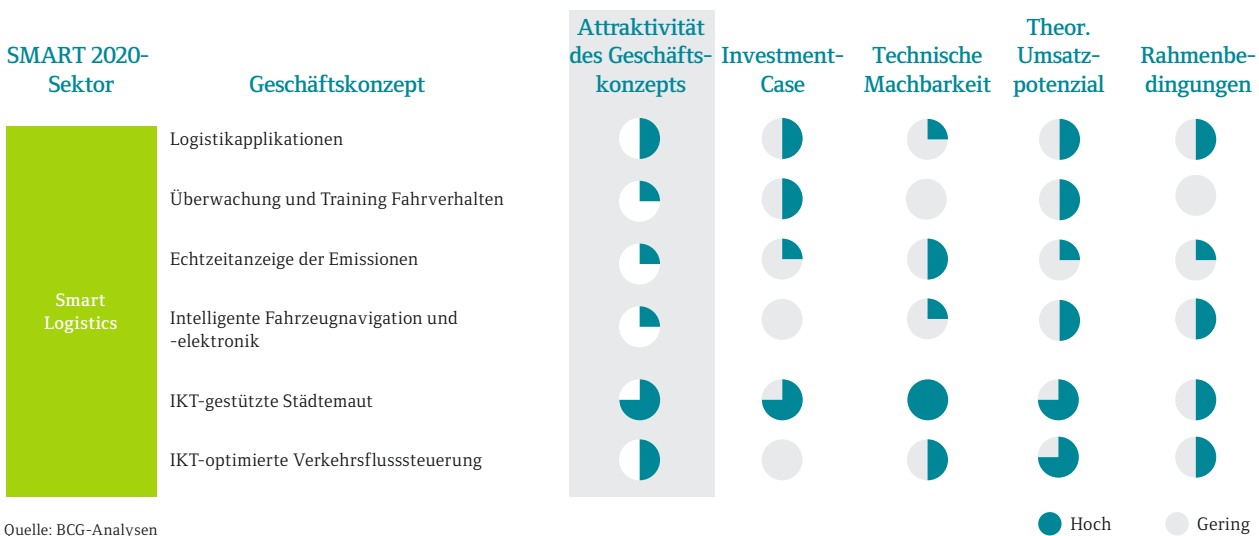 SMART 2020-
Sektor
Geschäftskonzept
Attraktivität
des Geschäfts-
konzepts
Investment-
Case
Technische
Machbarkeit
Theor.
Umsatz-
potenzial
Rahmenbe-
dingungen
Smart
Logistics
Logistikapplikationen
Überwachung und Training Fahrverhalten
Echtzeitanzeige der Emissionen
Intelligente Fahrzeugnavigation und
-elektronik
IKT-gestützte Städtemaut
IKT-optimierte Verkehrsflusssteuerung
Quelle: BCG-Analysen
Hoch
Gering